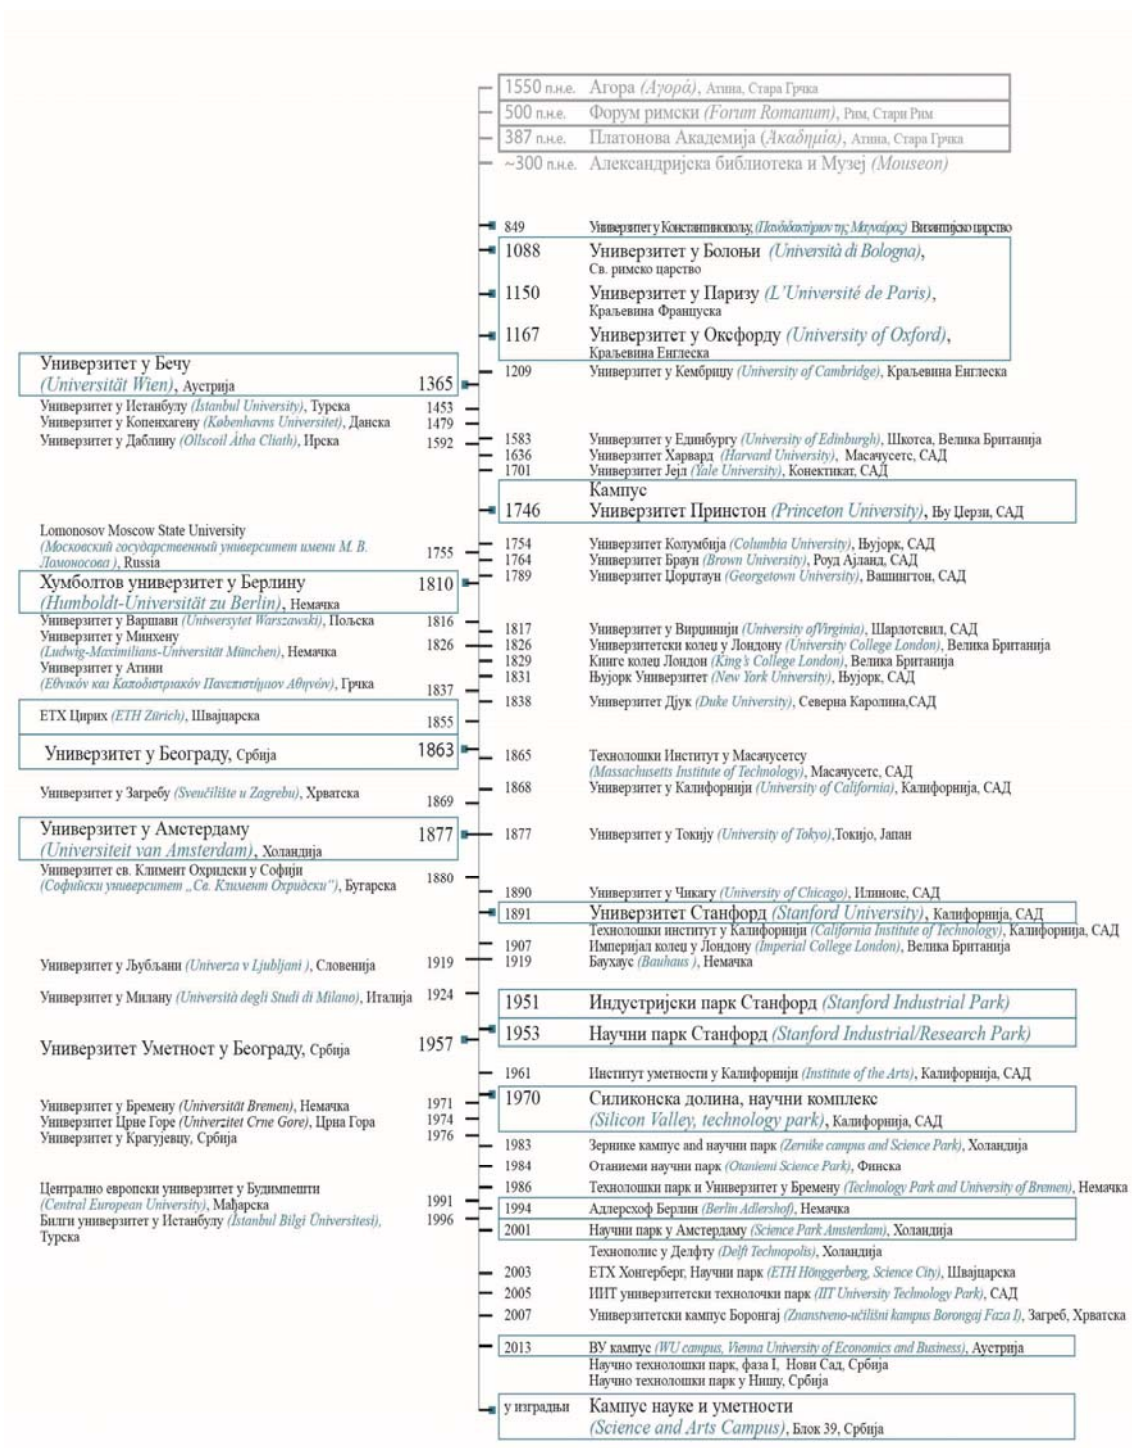 1550 п.н.е. Агора (Αγορά), Атина, Стара Грчка
500 п.н.е. Форум римски (Forum Romanum), Рим, Стари Рим
387 п.н.е. Платонова Академија (Ἀκαδημία), Атина, Стара Грчка
~300 п.н.е. Александријска библиотека и Музеј (Mouseon)
849 Универзитет у Константинопољу, (Πανδιδακτήριον της Μαγναύρας) Византијско царство
1088 Универзитет у Болоњи (Università di Bologna),
Св. римско царство
1150 Универзитет у Паризу (L'Université de Paris),
Краљевина Француска
1167 Универзитет у Оксфорду (University of Oxford),
Краљевина Енглеска
Универзитет у Бечу
(Universität Wien), Аустрија 1365
1209 Универзитет у Кембриџу (University of Cambridge), Краљевина Енглеска
Универзитет у Истанбулу (İstanbul University), Турска 1453
Универзитет у Копенхагену (Københavns Universitet), Данска 1479
Универзитет у Даблину (Ollscoil Átha Cliath), Ирска 1592
1583 Универзитет у Единбургу (University of Edinburgh), Шкотса, Велика Британија
1636 Универзитет Харвард (Harvard University), Масачусетс, САД
1701 Универзитет Јејл (Yale University), Конектикат, САД
Кампус
1746 Универзитет Принстон (Princeton University), Њу Џерзи, САД
Lomonosov Moscow State University
(Московский государственный университет имени М. В.
Ломоносова ), Russia 1755
1754 Универзитет Колумбија (Columbia University), Њујорк, САД
1764 Универзитет Браун (Brown University), Роуд Ајланд, САД
1789 Универзитет Џорџтаун (Georgetown University), Вашингтон, САД
Хумболтов универзитет у Берлину 1810
(Humboldt-Universität zu Berlin), Немачка
Универзитет у Варшави (Uniwersytet Warszawski), Пољска 1816
Универзитет у Минхену
(Ludwig-Maximilians-Universität München), Немачка 1826
Универзитет у Атини
(Εθνικόν και Καποδιστριακόν Πανεπιστήμιον Αθηνών), Грчка 1837
1817 Универзитет у Вирџинији (University ofVirginia), Шарлотсвил, САД
1826 Универзитетски колеџ у Лондону (University College London), Велика Британија
1829 Кингс колеџ Лондон (King's College London), Велика Британија
1831 Њујорк Универзитет (New York University), Њујорк, САД
1838 Универзитет Дјук (Duke University), Северна Каролина,САД
ЕТХ Цирих (ETH Zürich), Швајцарска 1855
Универзитет у Београду, Србија 1863
1865 Технолошки Институт у Масачусетсу
(Massachusetts Institute of Technology), Масачусетс, САД
1868 Универзитет у Калифорнији (University of California), Калифорнија, САД
Универзитет у Загребу (Sveučilište u Zagrebu), Хрватска 1869
Универзитет у Амстердаму 1877
(Universiteit van Amsterdam), Холандија
1877 Универзитет у Токију (University of Tokyo),Токијо, Јапан
Универзитет св. Климент Охридски у Софији
(Софийски университет „Св. Климент Охридски“), Бугарска 1880
1890 Универзитет у Чикагу (University of Chicago), Илиноис, САД
1891 Универзитет Станфорд (Stanford University), Калифорнија, САД
Технолошки институт у Калифорнији (California Institute of Technology), Калифорнија, САД
1907 Империјал колеџ у Лондону (Imperial College London), Велика Британија
1919 Баухаус (Bauhaus ), Немачка
Универзитет у Љубљани (Univerza v Ljubljani ), Словенија 1919
Универзитет у Милану (Università degli Studi di Milano), Италија 1924
1951 Индустријски парк Станфорд (Stanford Industrial Park)
1953 Научни парк Станфорд (Stanford Industrial/Research Park)
Универзитет Уметност у Београду, Србија 1957
1961 Институт уметности у Калифорнији (Institute of the Arts), Калифорнија, САД
1970 Силиконска долина, научни комплекс
(Silicon Valley, technology park), Калифорнија, САД
Универзитет у Бремену (Universität Bremen), Немачка 1971
Универзитет Црне Горе (Univerzitet Crne Gore), Црна Гора 1974
Универзитет у Крагујевцу, Србија 1976
1983 Зернике кампус and научни парк (Zernike campus and Science Park), Холандија
1984 Отаниеми научни парк (Otaniemi Science Park), Финска
1986 Технолошки парк и Универзитет у Бремену (Technology Park and University of Bremen), Немачка
Централно европски универзитет у Будимпешти
(Central European University), Мађарска 1991
Билги универзитет у Истанбулу (İstanbul Bilgi Üniversitesi), 1996
Турска
1994 Адлерсхоф Берлин (Berlin Adlershof), Немачка
2001 Научни парк у Амстердаму (Science Park Amsterdam), Холандија
Технополис у Делфту (Delft Technopolis), Холандија
2003 ЕТХ Хонгерберг, Научни парк (ETH Hönggerberg, Science City), Швајцарска
2005 ИИТ универзитетски технолочки парк (IIT University Technology Park), САД
2007 Универзитетски кампус Боронгај (Znanstveno-učilišni kampus Borongaj Faza I), Загреб, Хрватска
2013 ВУ кампус (WU campus, Vienna University of Economics and Business), Аустрија
Научно технолошки парк, фаза I, Нови Сад, Србија
Научно технолошки парк у Нишу, Србија
у изградњи Кампус науке и уметности
(Science and Arts Campus), Блок 39, Србија